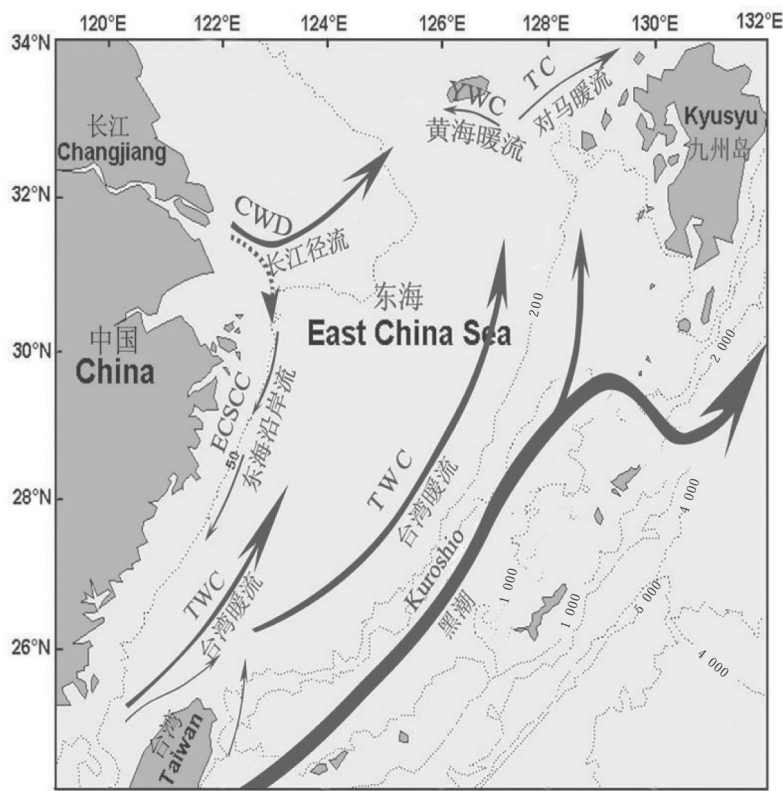 120°E 122°E 124°E 126°E 128°E 130°E 132°E
34°N
32°N
30°N
28°N
26°N
长江
Changjiang
YWC
黄海暖流
TC
对马暖流
Kyusyu
九州岛
CWD
长江径流
东海
East China Sea
中国
China
200
2 000
ECSCC
东海沿岸流
50
TWC
台湾暖流
Kuroshio
黑潮
TWC
台湾暖流
1 000
1 000
4 000
5 000
4 000
台湾
Taiwan